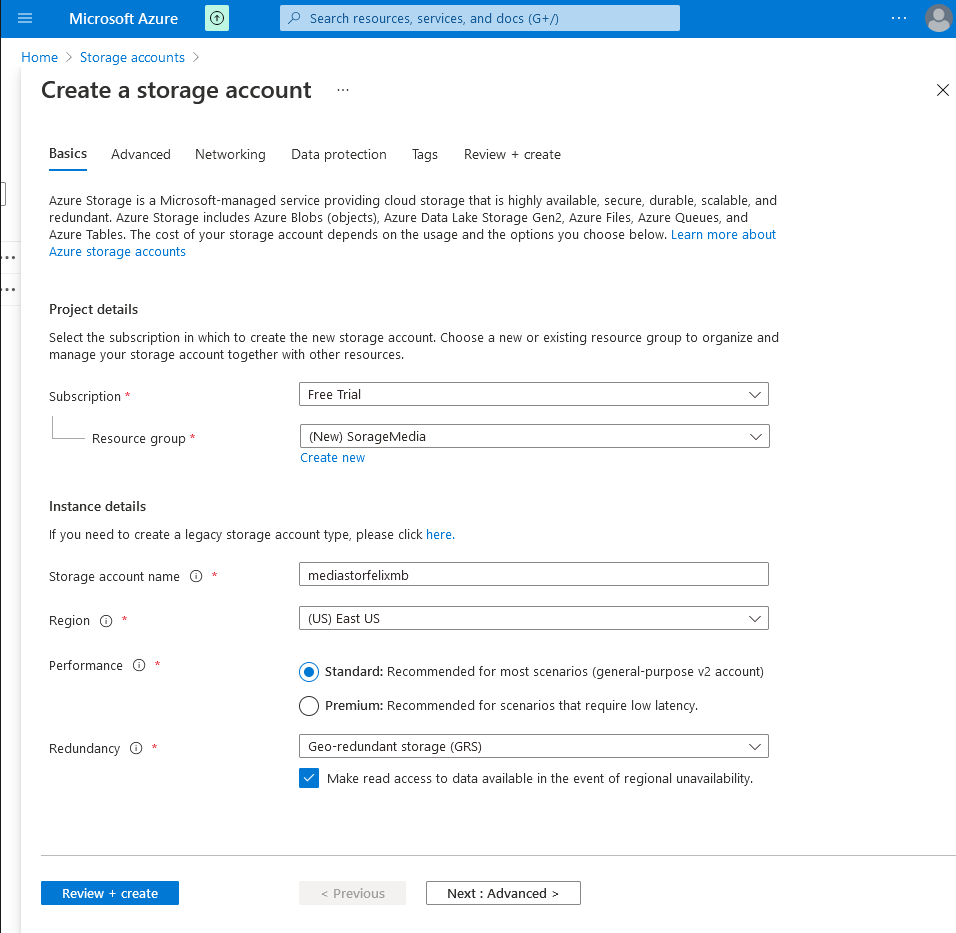 Microsoft Azure
Search resources, services, and docs (G+/)
Home > Storage accounts >
Create a storage account ...
Basics Advanced Networking Data protection Tags Review + create
Azure Storage is a Microsoft-managed service providing cloud storage that is highly available, secure, durable, scalable, and
redundant. Azure Storage includes Azure Blobs (objects), Azure Data Lake Storage Gen2, Azure Files, Azure Queues, and
Azure Tables. The cost of your storage account depends on the usage and the options you choose below. Learn more about
Azure storage accounts
Project details
Select the subscription in which to create the new storage account. Choose a new or existing resource group to organize and
manage your storage account together with other resources.
Subscription * Free Trial
Resource group * (New) SorageMedia
Create new
Instance details
If you need to create a legacy storage account type, please click here.
Storage account name * mediastorfelixmb
Region * (US) East US
Performance * Standard: Recommended for most scenarios (general-purpose v2 account)
Premium: Recommended for scenarios that require low latency.
Redundancy * Geo-redundant storage (GRS)
Make read access to data available in the event of regional unavailability.
Review + create < Previous Next : Advanced >